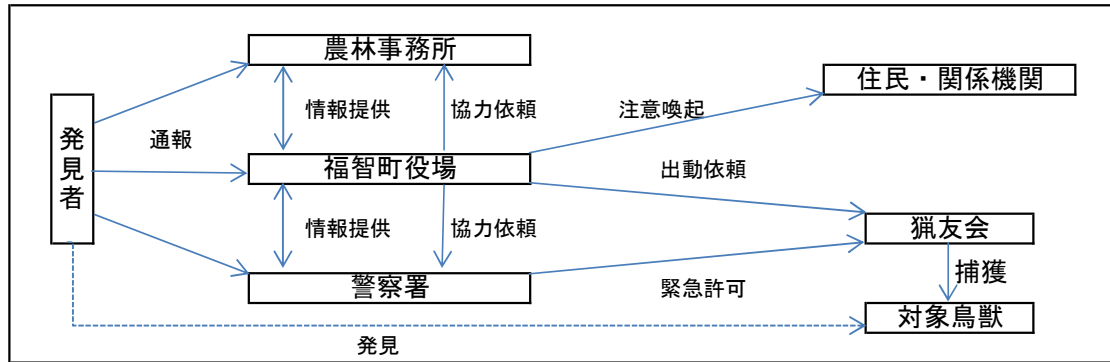 農林事務所
住民・関係機関
発見者
通報
情報提供
協力依頼
注意喚起
福智町役場
出動依頼
情報提供
協力依頼
猟友会
警察署
緊急許可
捕獲
対象鳥獣
発見